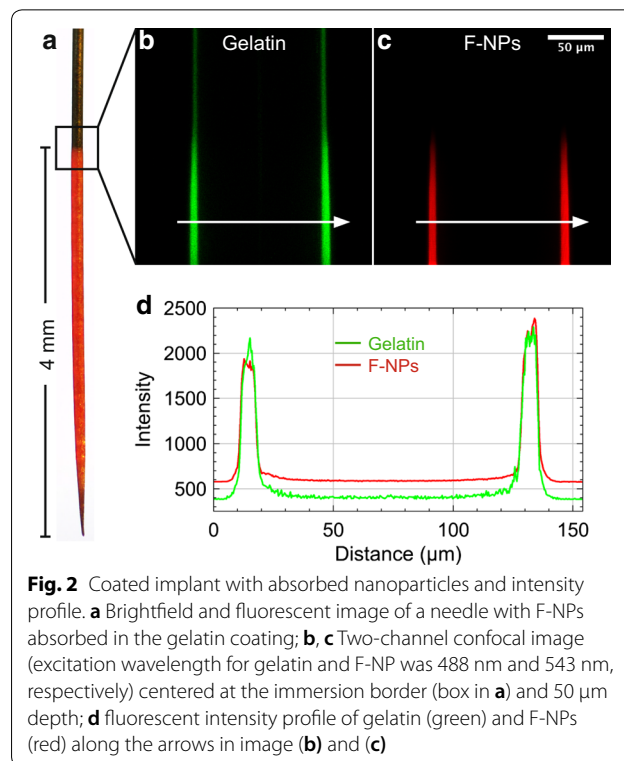 a
b
Gelatin
c
F-NPs
50 µm
4 mm
d
2500
2000
1500
1000
500
Intensity
Gelatin
F-NPs
0
50
100
150
Distance (µm)
Fig. 2 Coated implant with absorbed nanoparticles and intensity
profile. a Brightfield and fluorescent image of a needle with F-NPs
absorbed in the gelatin coating; b, c Two-channel confocal image
(excitation wavelength for gelatin and F-NP was 488 nm and 543 nm,
respectively) centered at the immersion border (box in a) and 50 µm
depth; d fluorescent intensity profile of gelatin (green) and F-NPs
(red) along the arrows in image (b) and (c)